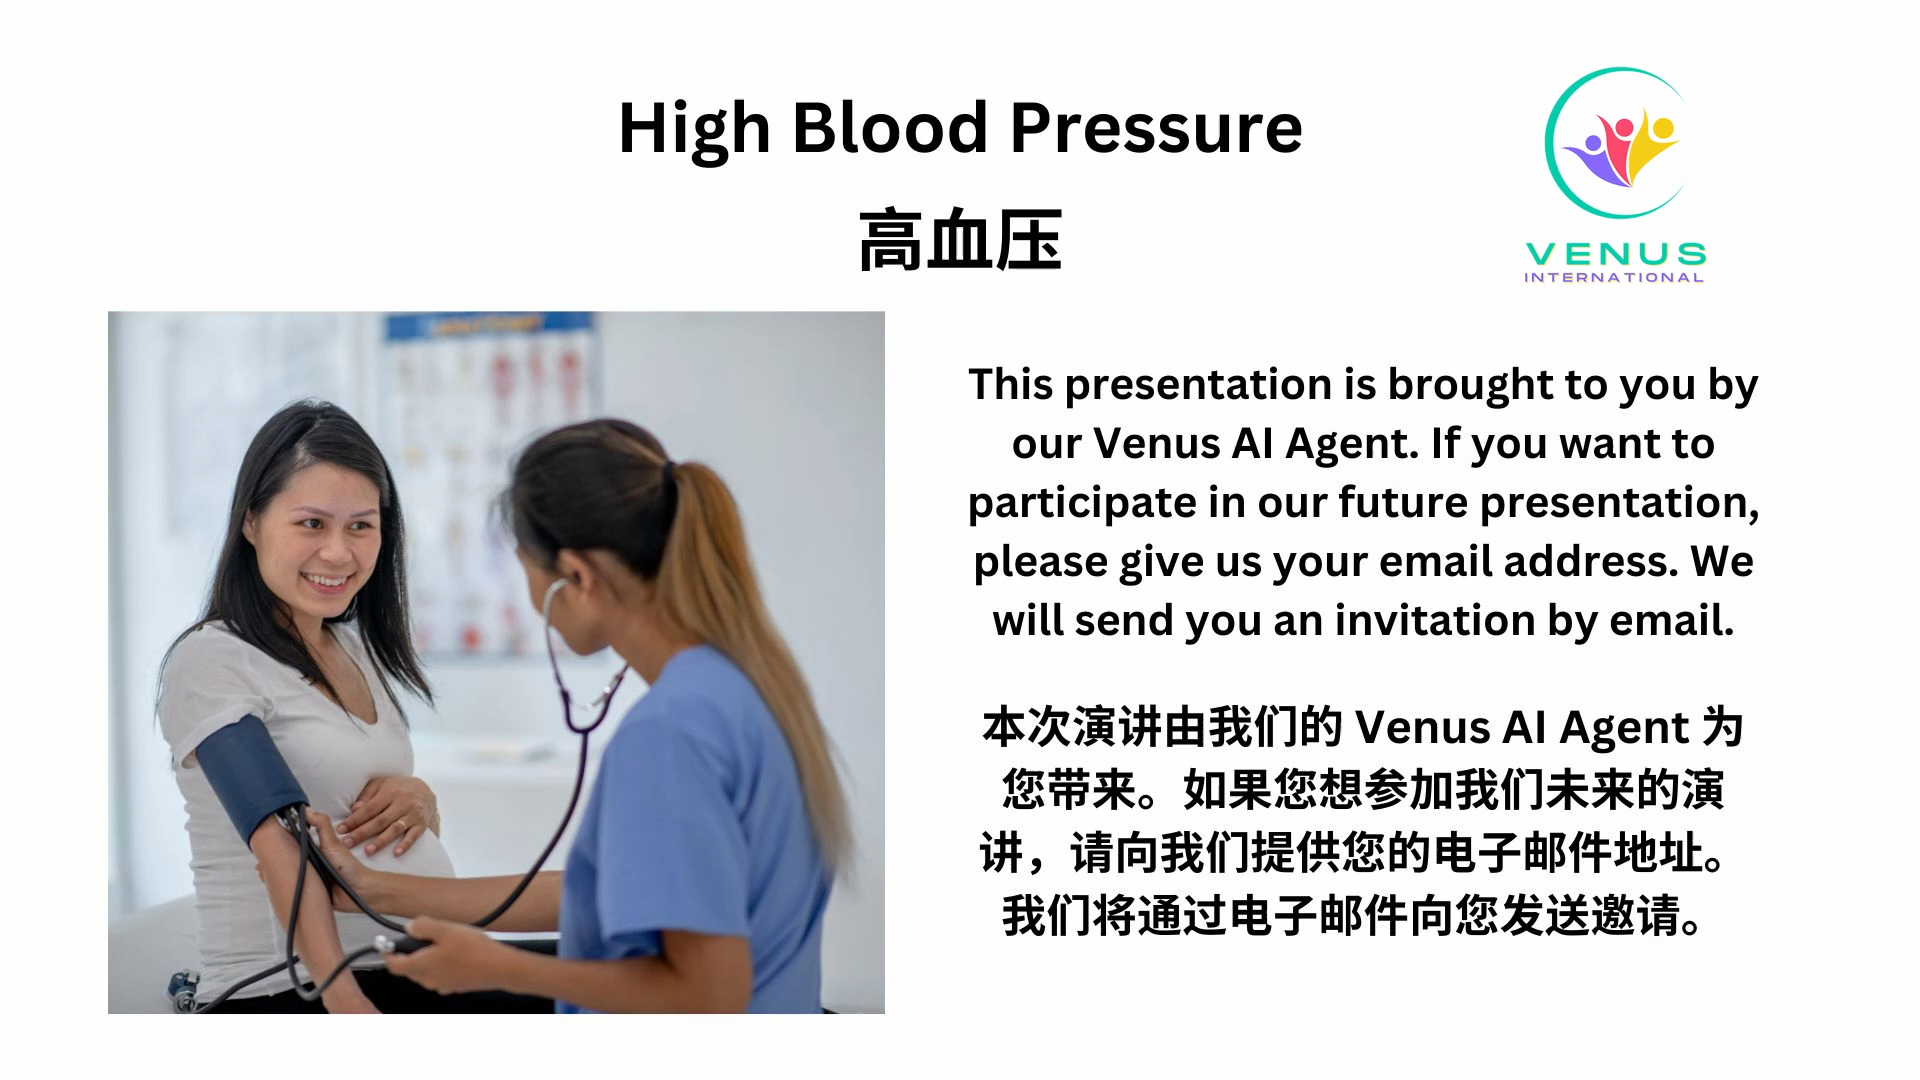 High Blood Pressure
高血压
VENUS
INTERNATIONAL
This presentation is brought to you by
our Venus AI Agent. If you want to
participate in our future presentation,
please give us your email address. We
will send you an invitation by email.
本次演讲由我们的 Venus AI Agent 为
您带来。如果您想参加我们未来的演
讲，请向我们提供您的电子邮件地址。
我们将通过电子邮件向您发送邀请。